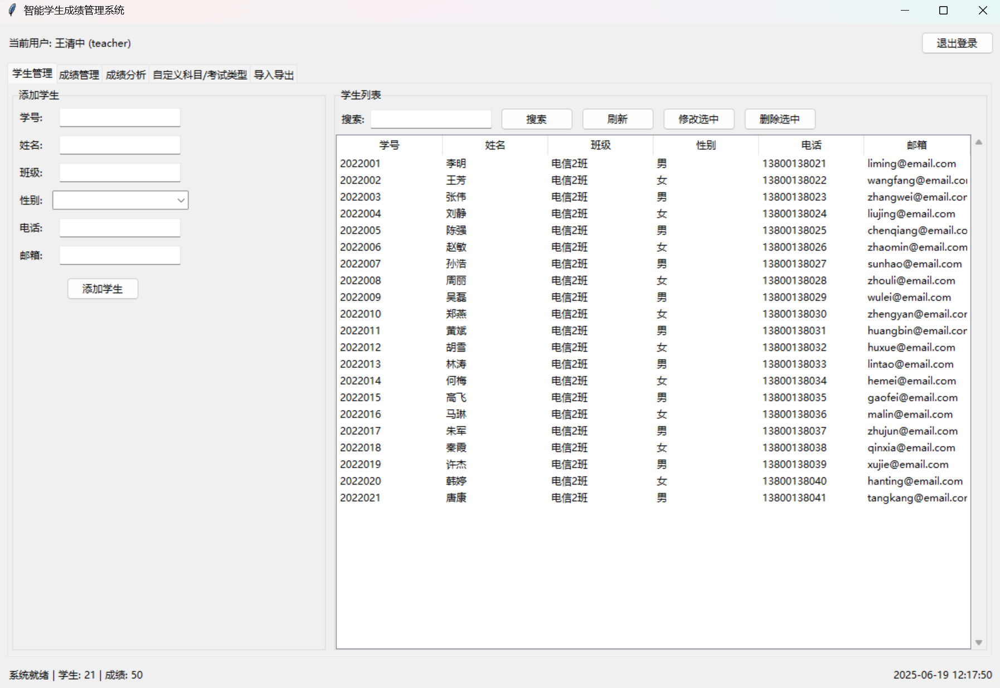 智能学生成绩管理系统
当前用户: 王清中 (teacher)
退出登录
学生管理 成绩管理 成绩分析 自定义科目/考试类型 导入导出
添加学生
学号:
姓名:
班级:
性别:
电话:
邮箱:
添加学生
学生列表
搜索: 搜索 刷新 修改选中 删除选中
学号 姓名 班级 性别 电话 邮箱
2022001 李明 电信2班 男 13800138021 liming@email.com
2022002 王芳 电信2班 女 13800138022 wangfang@email.co
2022003 张伟 电信2班 男 13800138023 zhangwei@email.co
2022004 刘静 电信2班 女 13800138024 liujing@email.com
2022005 陈强 电信2班 男 13800138025 chenqiang@email.co
2022006 赵敏 电信2班 女 13800138026 zhaomin@email.com
2022007 孙浩 电信2班 男 13800138027 sunhao@email.com
2022008 周丽 电信2班 女 13800138028 zhouli@email.com
2022009 吴磊 电信2班 男 13800138029 wulei@email.com
2022010 郑燕 电信2班 女 13800138030 zhengyan@email.co
2022011 黄斌 电信2班 男 13800138031 huangbin@email.co
2022012 胡雪 电信2班 女 13800138032 huxue@email.com
2022013 林涛 电信2班 男 13800138033 lintao@email.com
2022014 何梅 电信2班 女 13800138034 hemei@email.com
2022015 高飞 电信2班 男 13800138035 gaofei@email.com
2022016 马琳 电信2班 女 13800138036 malin@email.com
2022017 朱军 电信2班 男 13800138037 zhujun@email.com
2022018 秦霞 电信2班 女 13800138038 qinxia@email.com
2022019 许杰 电信2班 男 13800138039 xujie@email.com
2022020 韩婷 电信2班 女 13800138040 hanting@email.com
2022021 唐康 电信2班 男 13800138041 tangkang@email.co
系统就绪 | 学生: 21 | 成绩: 50
2025-06-19 12:17:50